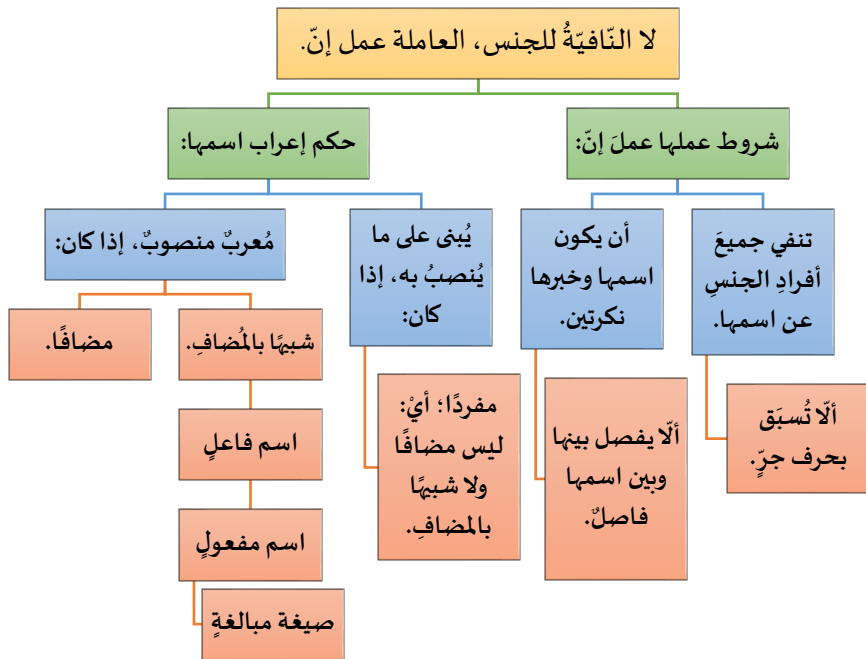 لا النّافيّةُ للجنس، العاملة عمل إنّ.
شروط عملها عملَ إنّ:
تنفي جميعَ
أفرادِ الجنسِ
عن اسمها.
ألّا تُسبَق
بحرف جرٍّ.
أن يكون
اسمها وخبرها
نكرتين.
ألّا يفصل بينها
وبين اسمها
فاصلٌ.
حكم إعراب اسمها:
يُبنى على ما
يُنصبُ به، إذا
كان:
مفردًا؛ أيْ:
ليس مضافًا
ولا شبيهًا
بالمضافِ.
مُعربٌ منصوبٌ، إذا كان:
شبيهًا بالمُضافِ.
اسم فاعلٍ
اسم مفعولٍ
صيغة مبالغةٍ
مضافًا.